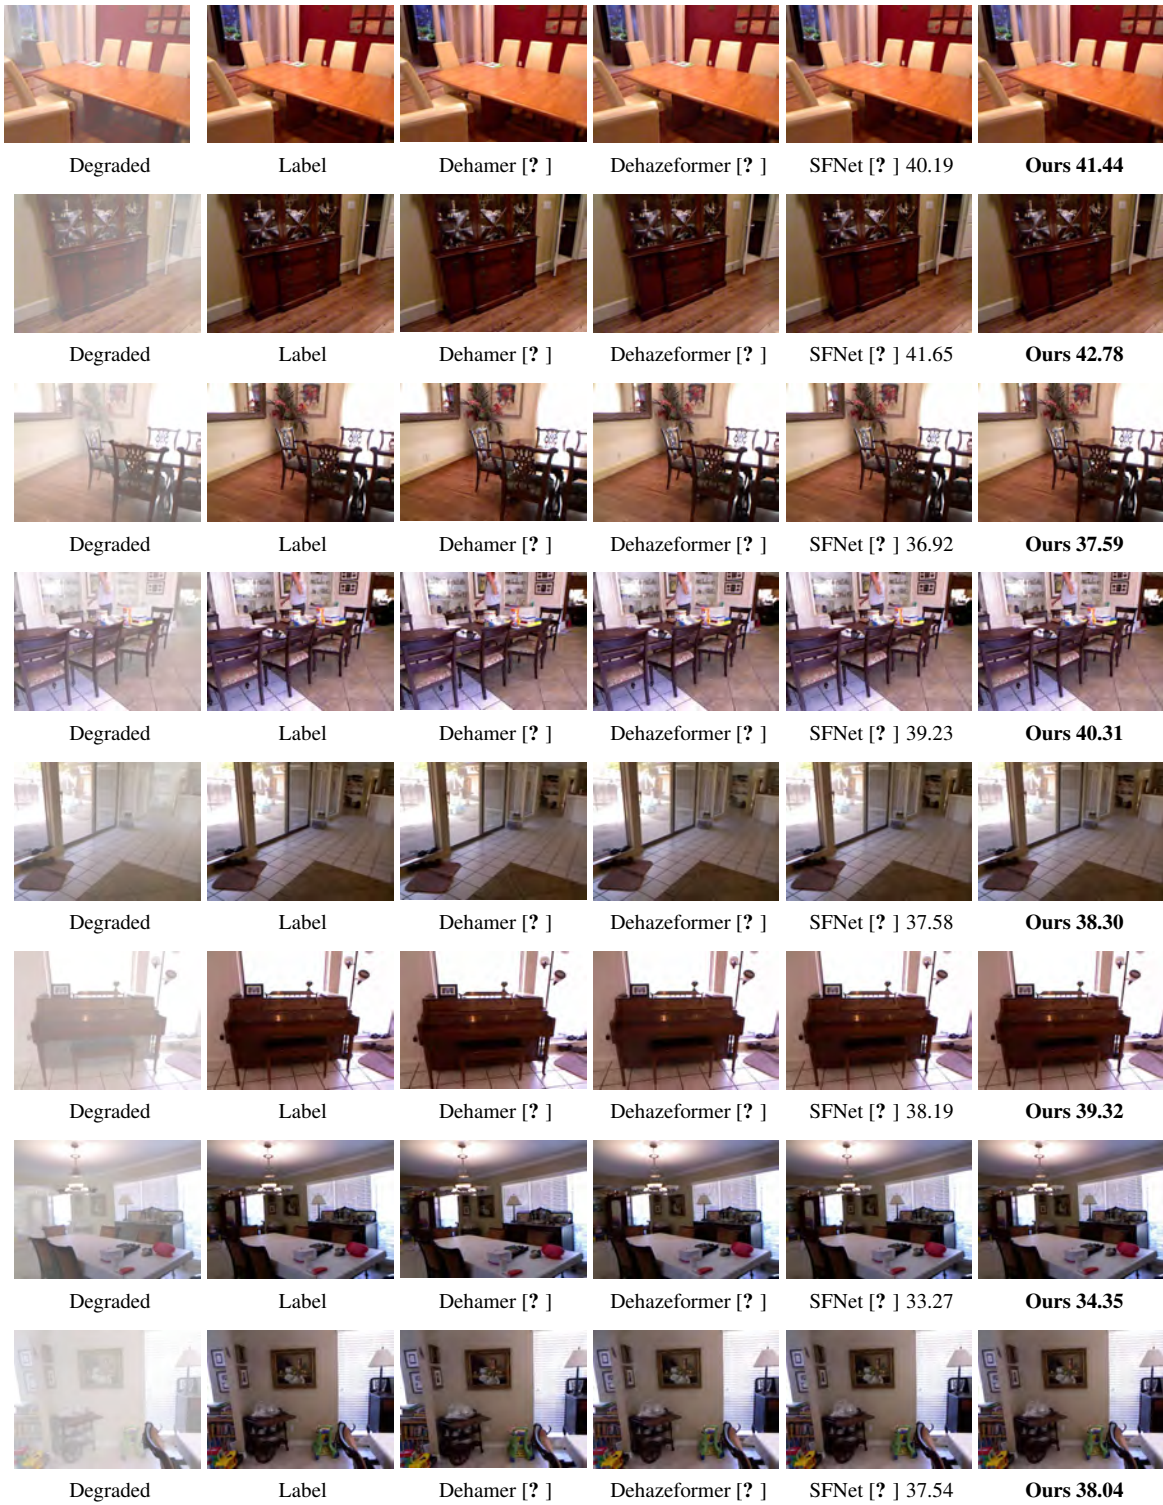 Degraded Label Dehamer [? ] Dehazeformer [? ] SFNet [? ] 40.19 Ours 41.44
Degraded Label Dehamer [? ] Dehazeformer [? ] SFNet [? ] 41.65 Ours 42.78
Degraded Label Dehamer [? ] Dehazeformer [? ] SFNet [? ] 36.92 Ours 37.59
Degraded Label Dehamer [? ] Dehazeformer [? ] SFNet [? ] 39.23 Ours 40.31
Degraded Label Dehamer [? ] Dehazeformer [? ] SFNet [? ] 37.58 Ours 38.30
Degraded Label Dehamer [? ] Dehazeformer [? ] SFNet [? ] 38.19 Ours 39.32
Degraded Label Dehamer [? ] Dehazeformer [? ] SFNet [? ] 33.27 Ours 34.35
Degraded Label Dehamer [? ] Dehazeformer [? ] SFNet [? ] 37.54 Ours 38.04